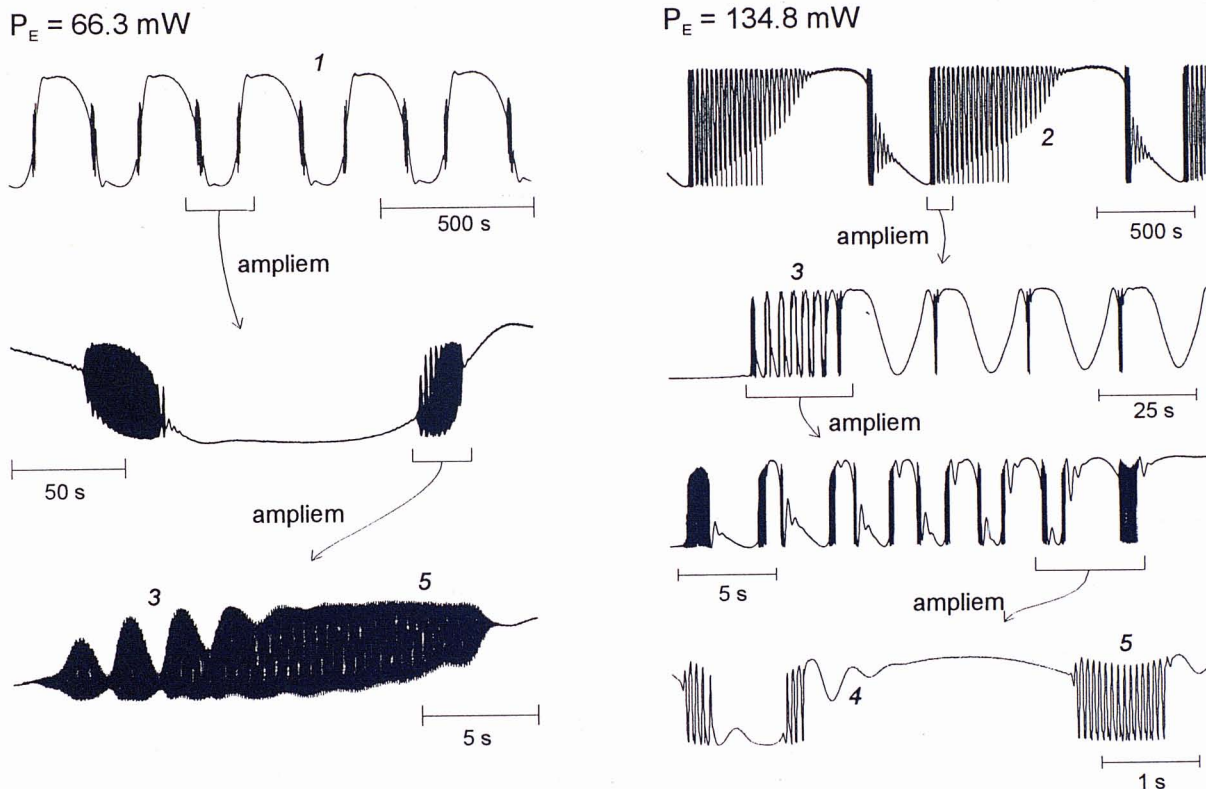 P_E = 66.3 mW
1
500 s
ampliem
50 s
ampliem
3
5
5 s
P_E = 134.8 mW
2
500 s
ampliem
3
25 s
ampliem
5 s
ampliem
5
4
1 s